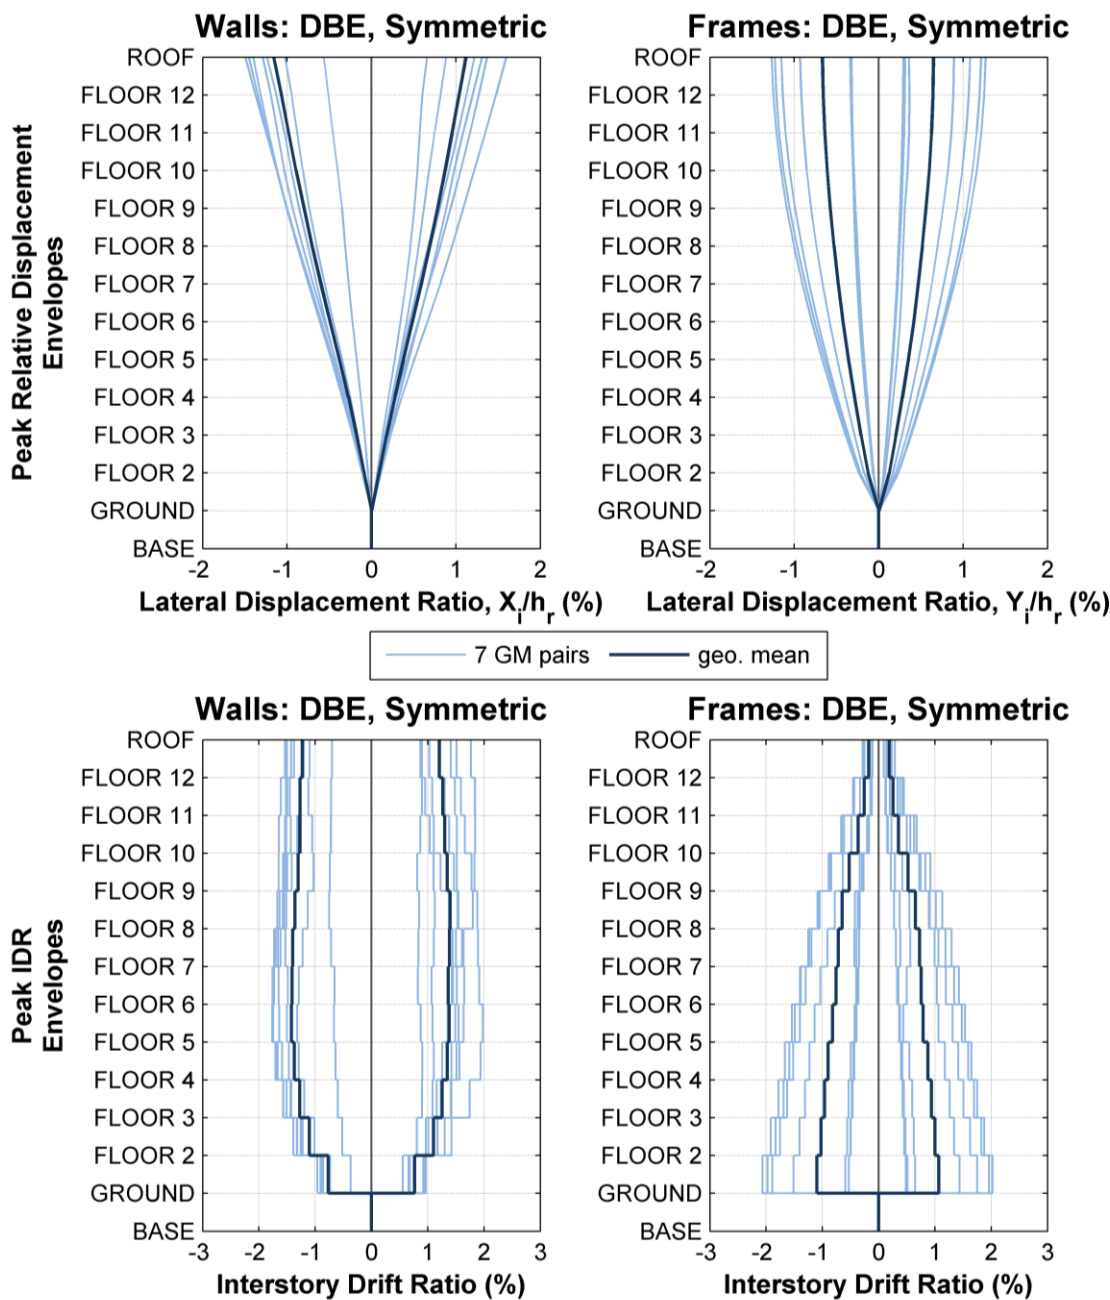 Walls: DBE, Symmetric
Frames: DBE, Symmetric
Peak Relative Displacement
Envelopes
ROOF
FLOOR 12
FLOOR 11
FLOOR 10
FLOOR 9
FLOOR 8
FLOOR 7
FLOOR 6
FLOOR 5
FLOOR 4
FLOOR 3
FLOOR 2
GROUND
BASE
-2 -1 0 1 2
Lateral Displacement Ratio, Xi/hr (%)
ROOF
FLOOR 12
FLOOR 11
FLOOR 10
FLOOR 9
FLOOR 8
FLOOR 7
FLOOR 6
FLOOR 5
FLOOR 4
FLOOR 3
FLOOR 2
GROUND
BASE
-2 -1 0 1 2
Lateral Displacement Ratio, Yi/hr (%)
7 GM pairs geo. mean
Walls: DBE, Symmetric
Frames: DBE, Symmetric
Peak IDR
Envelopes
ROOF
FLOOR 12
FLOOR 11
FLOOR 10
FLOOR 9
FLOOR 8
FLOOR 7
FLOOR 6
FLOOR 5
FLOOR 4
FLOOR 3
FLOOR 2
GROUND
BASE
-3 -2 -1 0 1 2 3
Interstory Drift Ratio (%)
ROOF
FLOOR 12
FLOOR 11
FLOOR 10
FLOOR 9
FLOOR 8
FLOOR 7
FLOOR 6
FLOOR 5
FLOOR 4
FLOOR 3
FLOOR 2
GROUND
BASE
-3 -2 -1 0 1 2 3
Interstory Drift Ratio (%)